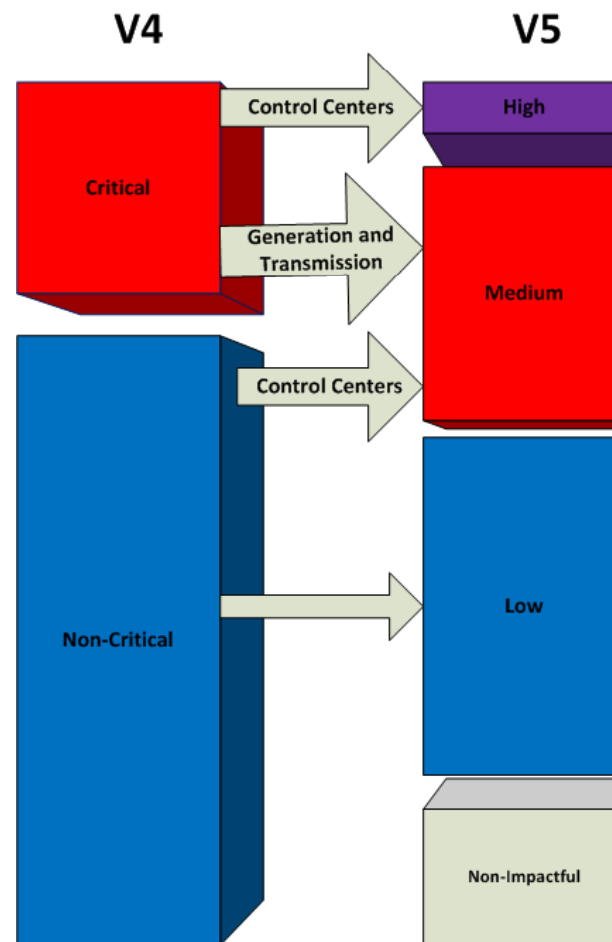 V4
V5
Control Centers
High
Critical
Generation and
Transmission
Medium
Control Centers
Non-Critical
Low
Non-Impactful